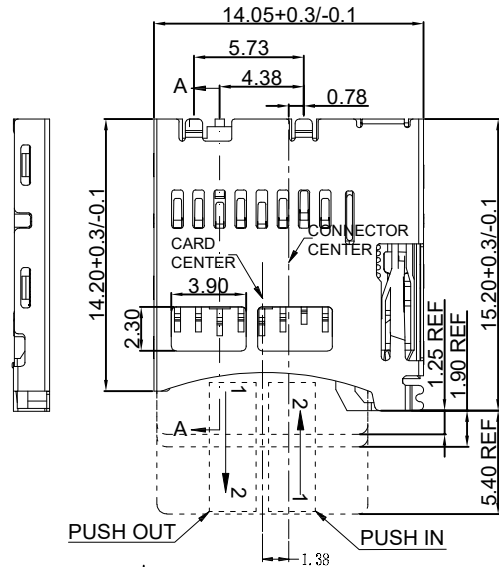 14.05+0.3/-0.1
5.73
A
4.38
0.78
14.20+0.3/-0.1
15.20+0.3/-0.1
CARD
CENTER
CONNECTOR
CENTER
3.90
2.30
1.25 REF
1.90 REF
5.40 REF
1
2
A
2
1
PUSH OUT
PUSH IN
1.38